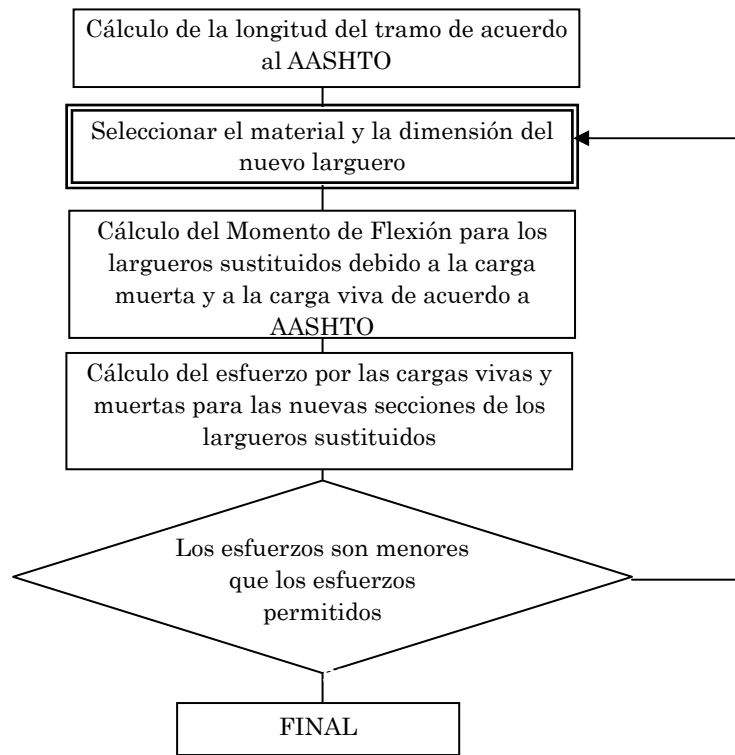 Cálculo de la longitud del tramo de acuerdo
al AASHTO
Seleccionar el material y la dimensión del
nuevo larguero
Cálculo del Momento de Flexión para los
largueros sustituidos debido a la carga
muerta y a la carga viva de acuerdo a
AASHTO
Cálculo del esfuerzo por las cargas vivas y
muertas para las nuevas secciones de los
largueros sustituidos
Los esfuerzos son menores
que los esfuerzos
permitidos
FINAL